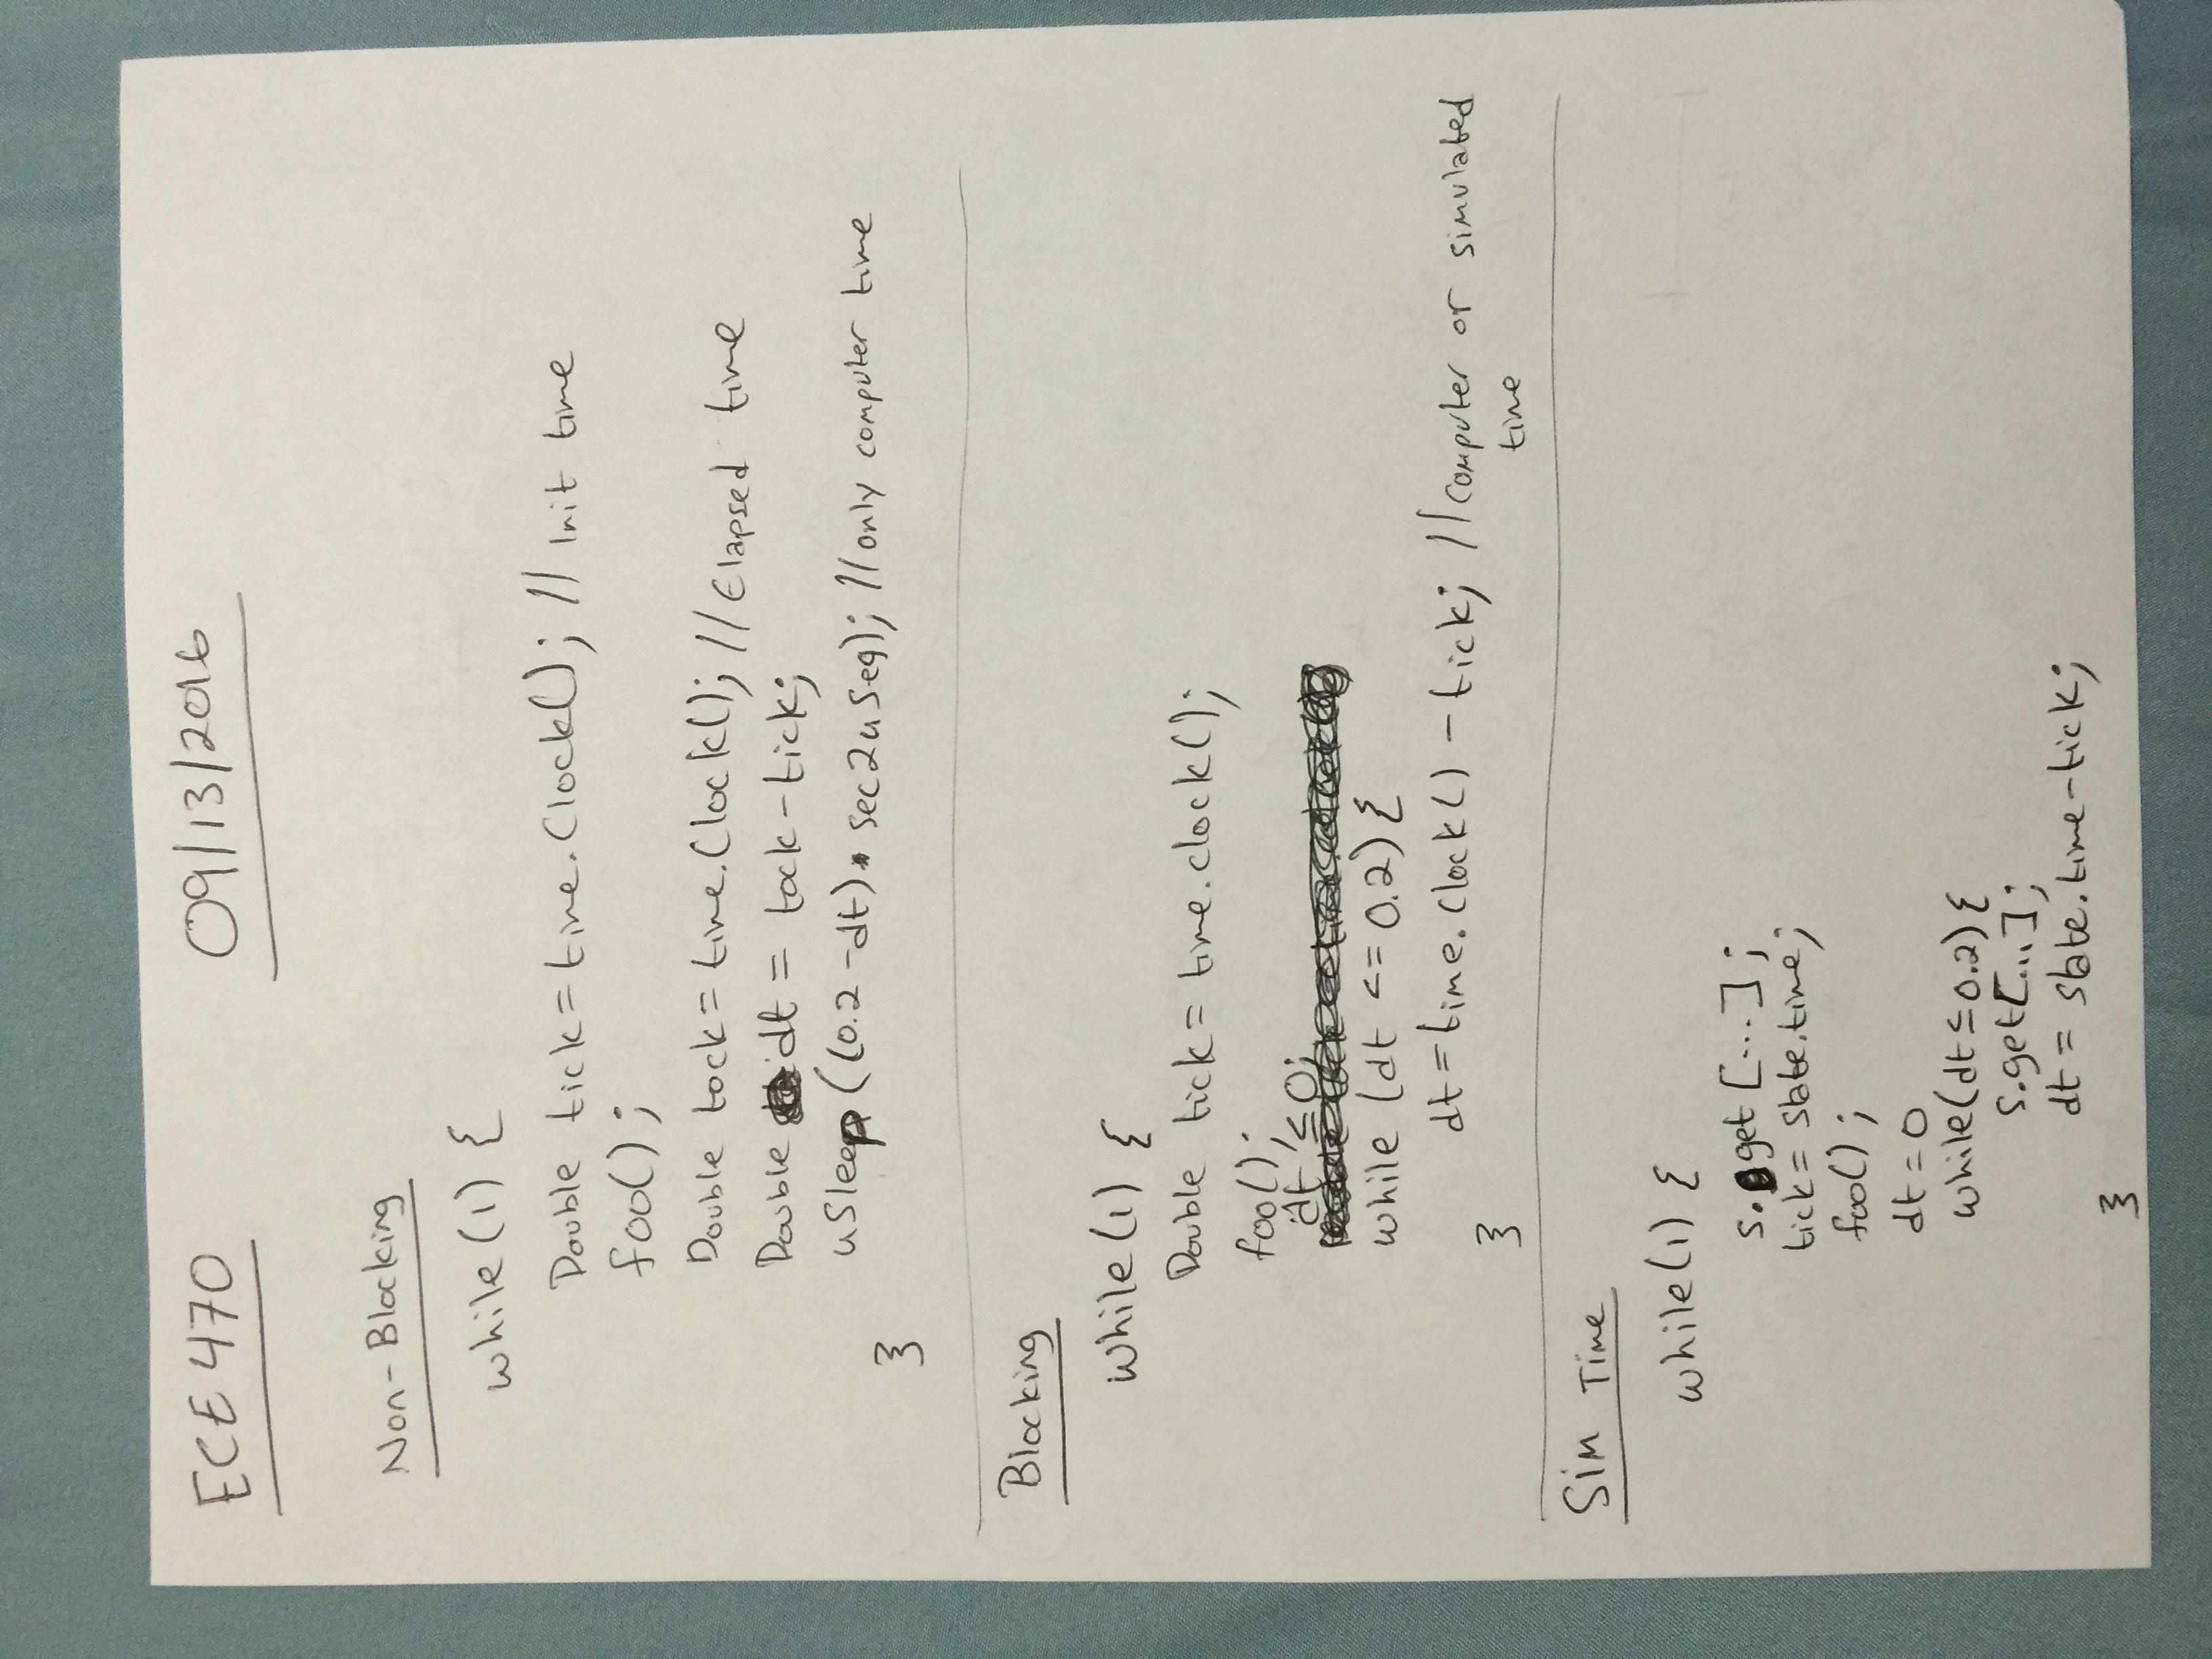 ECE 470 09/13/2016
Non-Blocking
while(1) {
Double tick = time.Clock(); // Init time
foo();
Double tock = time.Clock(); // Elapsed time
Double dt = tock - tick;
uSleep((0.2 - dt) * sec2uSeq); // only computer time
}
Blocking
while(1) {
Double tick = time.clock();
foo();
dt ≤ 0;
while (dt <= 0.2) {
dt = time.Clock() - tick; // computer or simulated
time
}
Sim Time
while(1) {
s.get [...];
tick = state.time;
foo();
dt = 0
while(dt ≤ 0.2) {
s.get[...];
dt = state.time - tick;
}